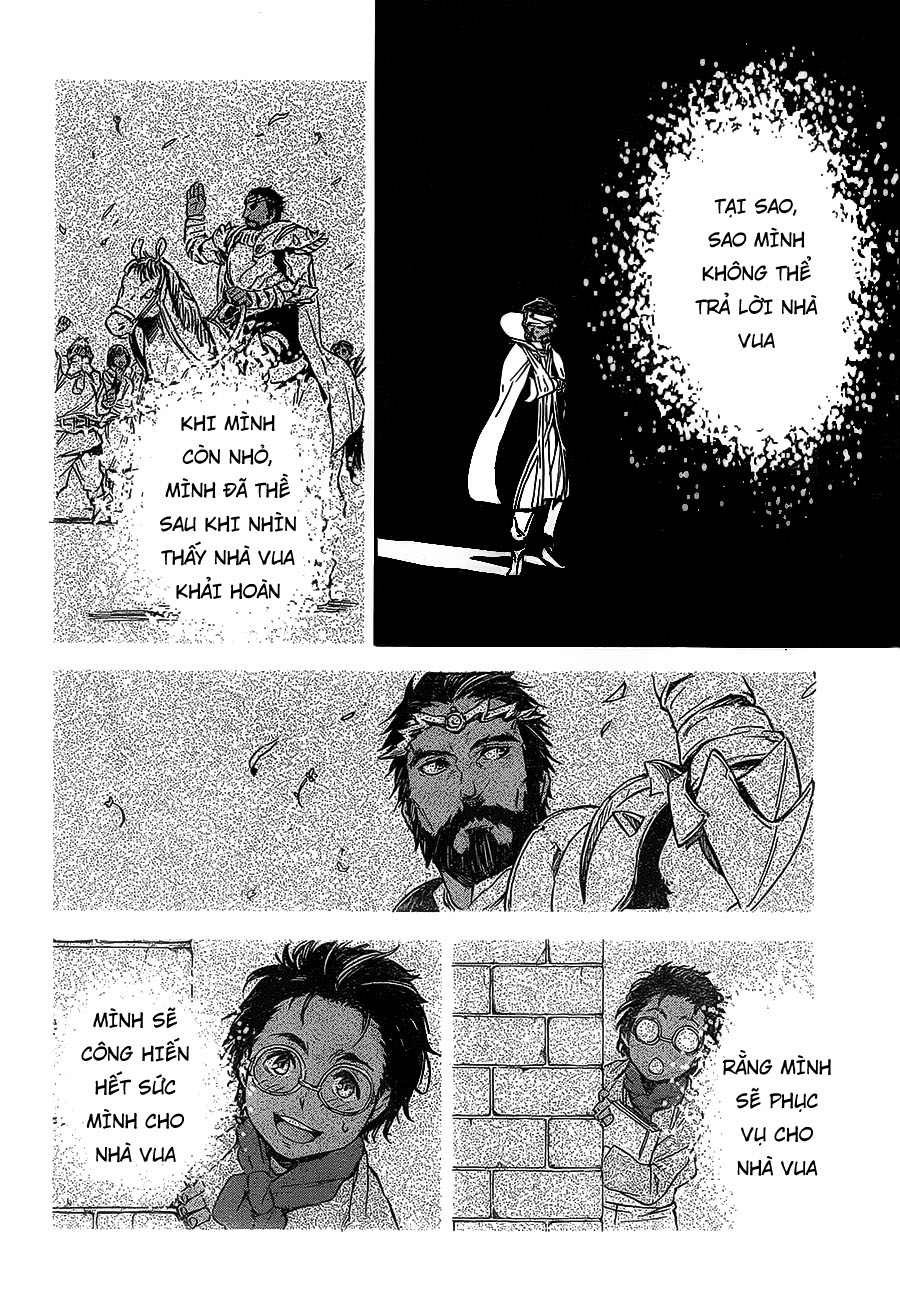 TẠI SAO,
SAO MÌNH
KHÔNG THỂ
TRẢ LỜI NHÀ
VUA
KHI MÌNH
CÒN NHỎ,
MÌNH ĐÃ THỀ
SAU KHI NHÌN
THẤY NHÀ VUA
KHẢI HOÀN
RẰNG MÌNH
SẼ PHỤC
VỤ CHO
NHÀ VUA
MÌNH SẼ
CÔNG HIẾN
HẾT SỨC
MÌNH CHO
NHÀ VUA